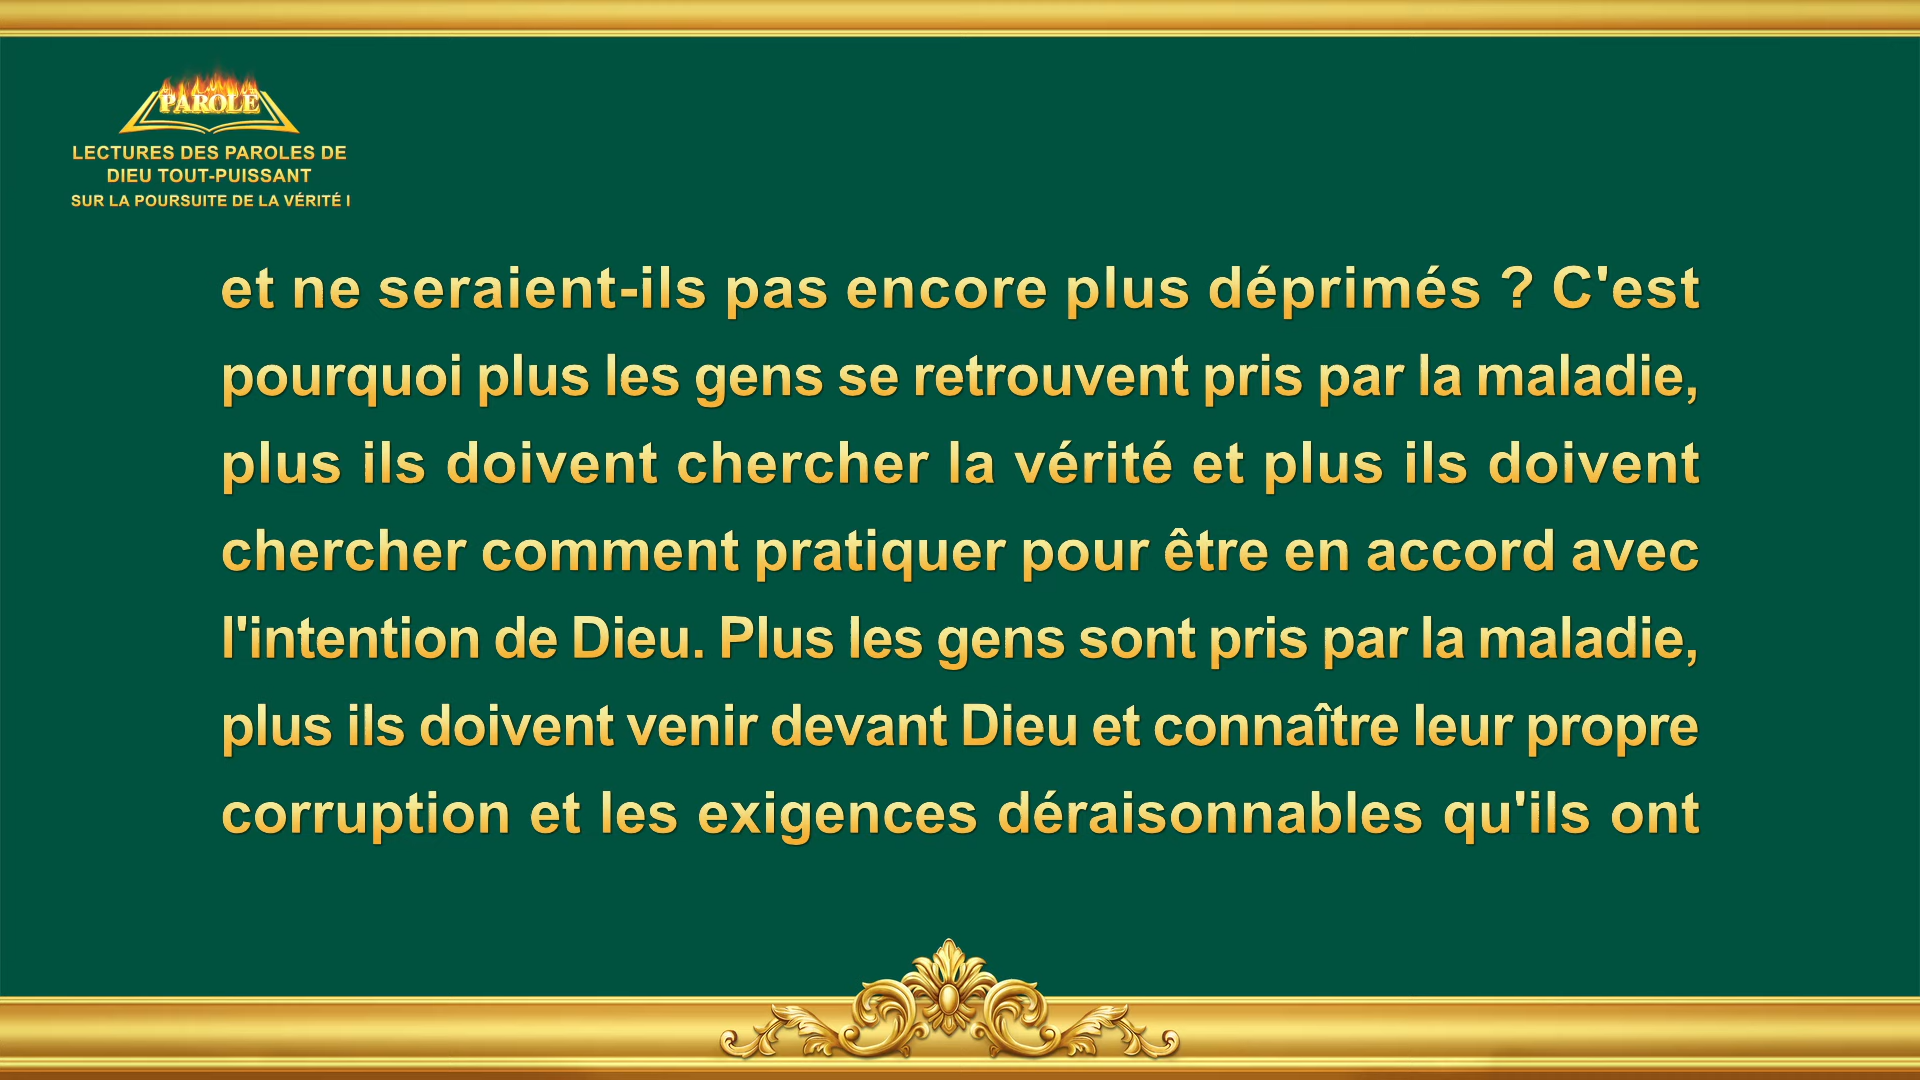 PAROLE
LECTURES DES PAROLES DE
DIEU TOUT-PUISSANT
SUR LA POURSUITE DE LA VÉRITÉ I
et ne seraient-ils pas encore plus déprimés ? C'est
pourquoi plus les gens se retrouvent pris par la maladie,
plus ils doivent chercher la vérité et plus ils doivent
chercher comment pratiquer pour être en accord avec
l'intention de Dieu. Plus les gens sont pris par la maladie,
plus ils doivent venir devant Dieu et connaître leur propre
corruption et les exigences déraisonnables qu'ils ont